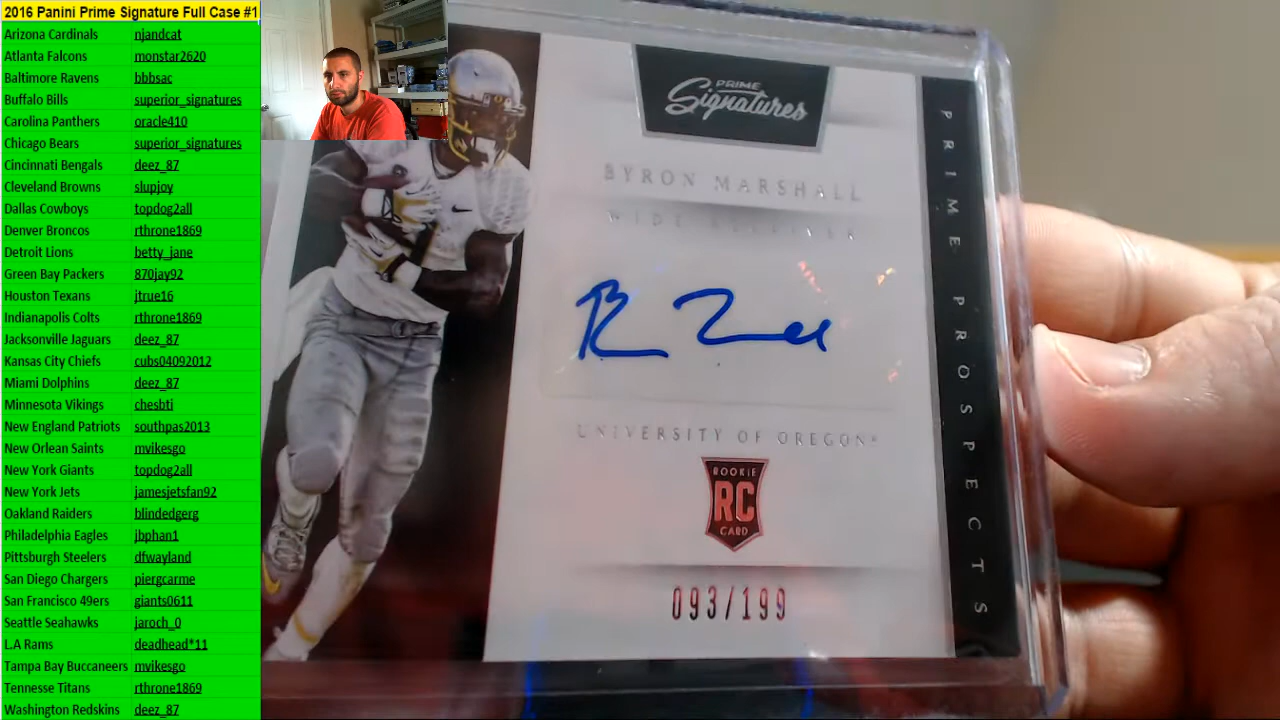 2016 Panini Prime Signature Full Case #1
Arizona Cardinals njandcat
Atlanta Falcons monstar2620
Baltimore Ravens bbbsac
Buffalo Bills superior_signatures
Carolina Panthers oracle410
Chicago Bears superior_signatures
Cincinnati Bengals deez_87
Cleveland Browns slupjoy
Dallas Cowboys topdog2all
Denver Broncos rthrone1869
Detroit Lions betty_jane
Green Bay Packers 870jay92
Houston Texans jtrue16
Indianapolis Colts rthrone1869
Jacksonville Jaguars deez_87
Kansas City Chiefs cubs04092012
Miami Dolphins deez_87
Minnesota Vikings chesbti
New England Patriots southpas2013
New Orlean Saints mvikesgo
New York Giants topdog2all
New York Jets jamesjetsfan92
Oakland Raiders blindedgerg
Philadelphia Eagles jbphan1
Pittsburgh Steelers dfwayland
San Diego Chargers piergcarme
San Francisco 49ers giants0611
Seattle Seahawks jaroch_0
L.A Rams deadhead*11
Tampa Bay Buccaneers mvikesgo
Tennesse Titans rthrone1869
Washington Redskins deez_87
PRIME
Signatures
BYRON MARSHALL
WIDE RECEIVER
UNIVERSITY OF OREGON
ROOKIE
RC
CARD
093/199
PRIME PROSPECTS